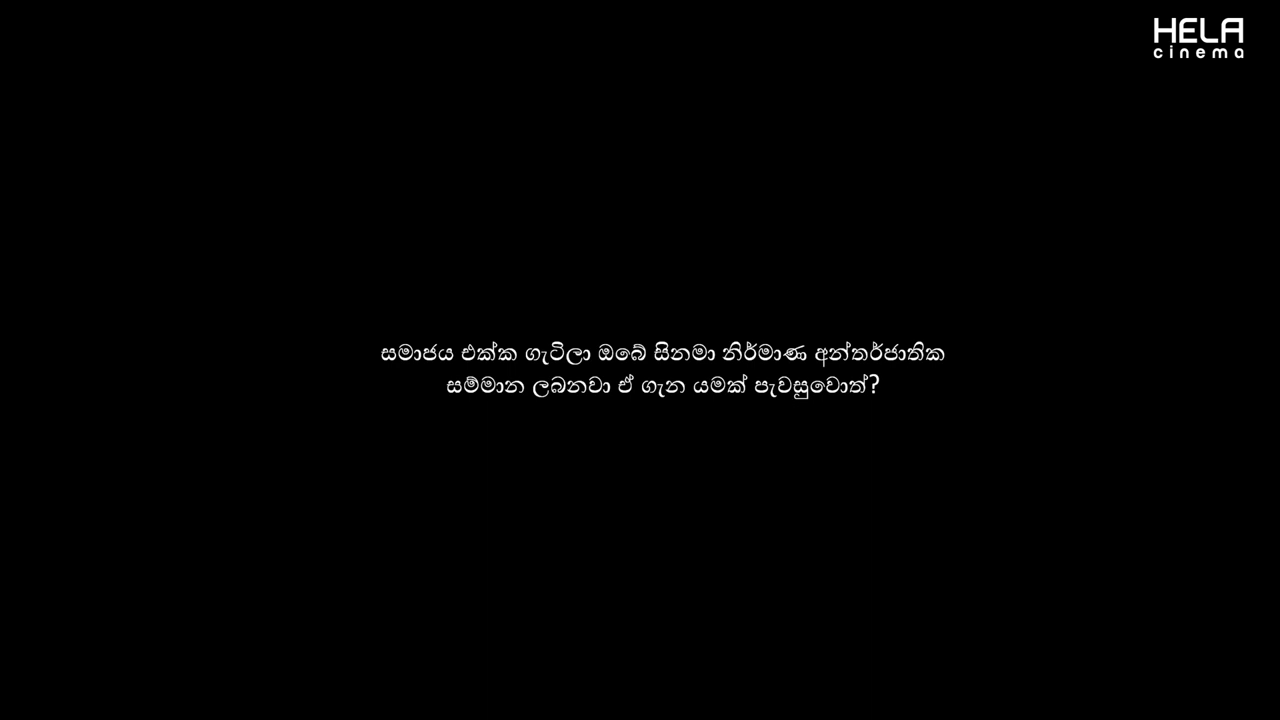 HELA
cinema
සමාජය එක්ක ගැටිලා ඔබේ සිනමා නිර්මාණ අන්තර්ජාතික
සම්මාන ලබනවා ඒ ගැන යමක් පැවසුවොත්?